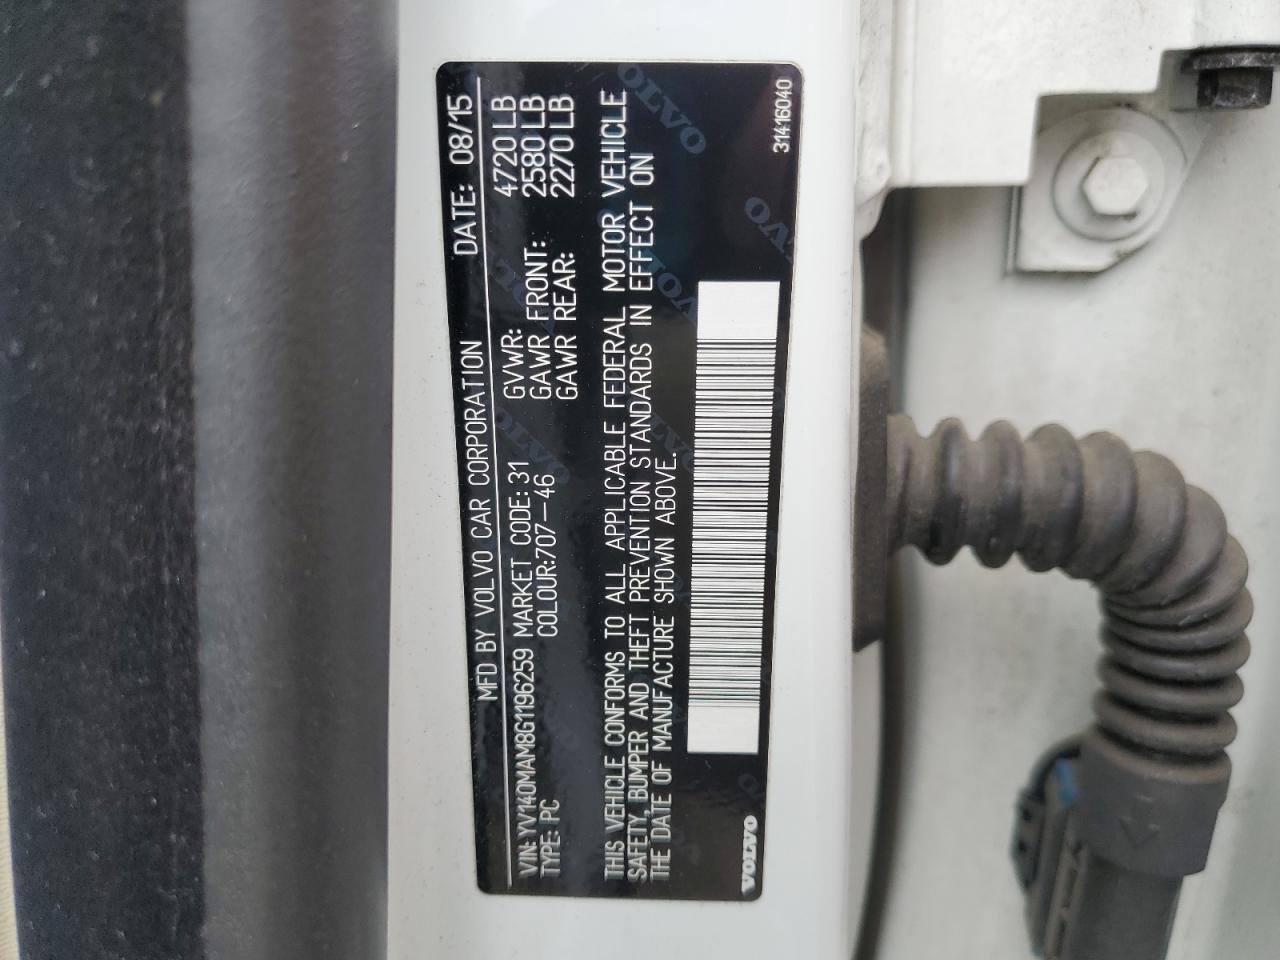 MFD BY VOLVO CAR CORPORATION DATE: 08/15
VIN: YV140MAM8G1196259 MARKET CODE: 31 GVWR: 4720 LB
TYPE: PC COLOUR:707-46 GAWR FRONT: 2580 LB
GAWR REAR: 2270 LB
THIS VEHICLE CONFORMS TO ALL APPLICABLE FEDERAL MOTOR VEHICLE
SAFETY, BUMPER AND THEFT PREVENTION STANDARDS IN EFFECT ON
THE DATE OF MANUFACTURE SHOWN ABOVE.
VOLVO 31416040